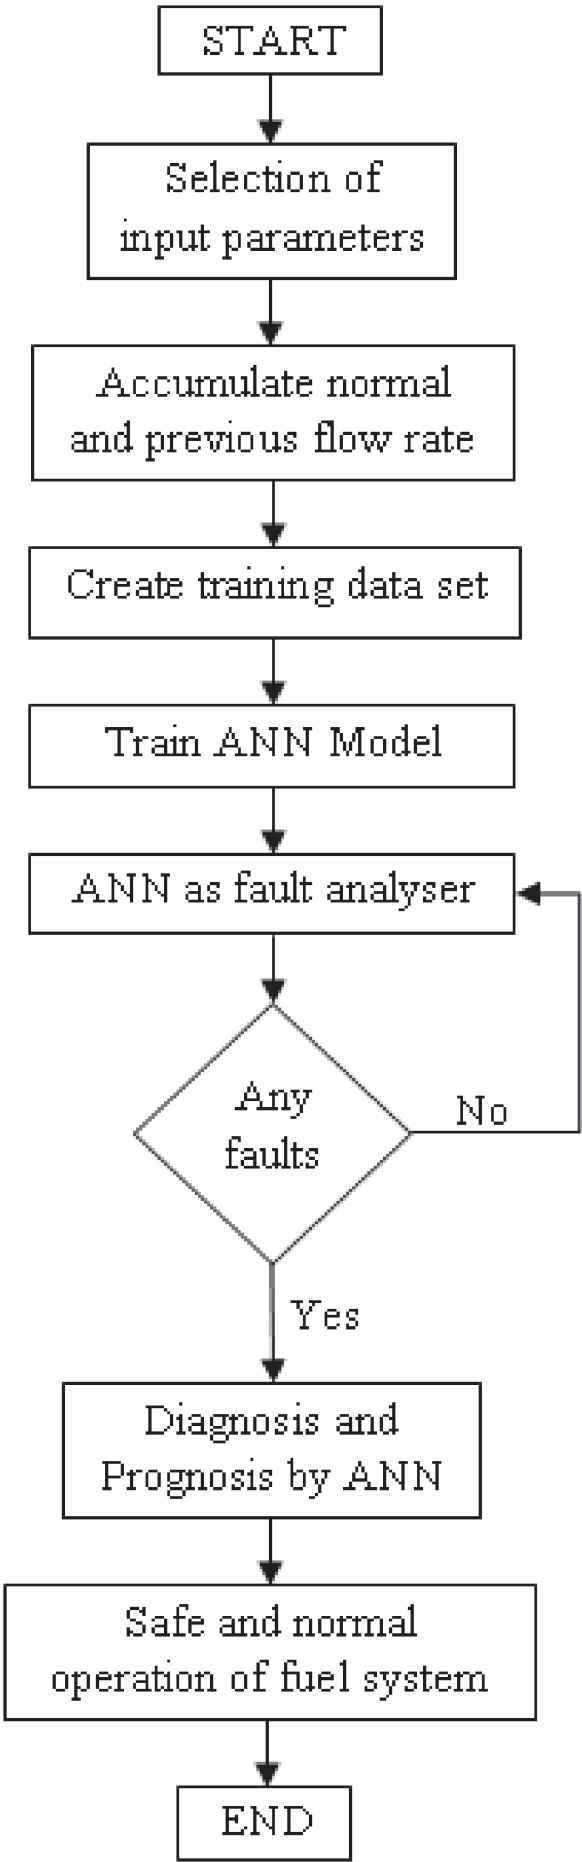 START
Selection of
input parameters
Accumulate normal
and previous flow rate
Create training data set
Train ANN Model
ANN as fault analyser
Any
faults
No
Yes
Diagnosis and
Prognosis by ANN
Safe and normal
operation of fuel system
END